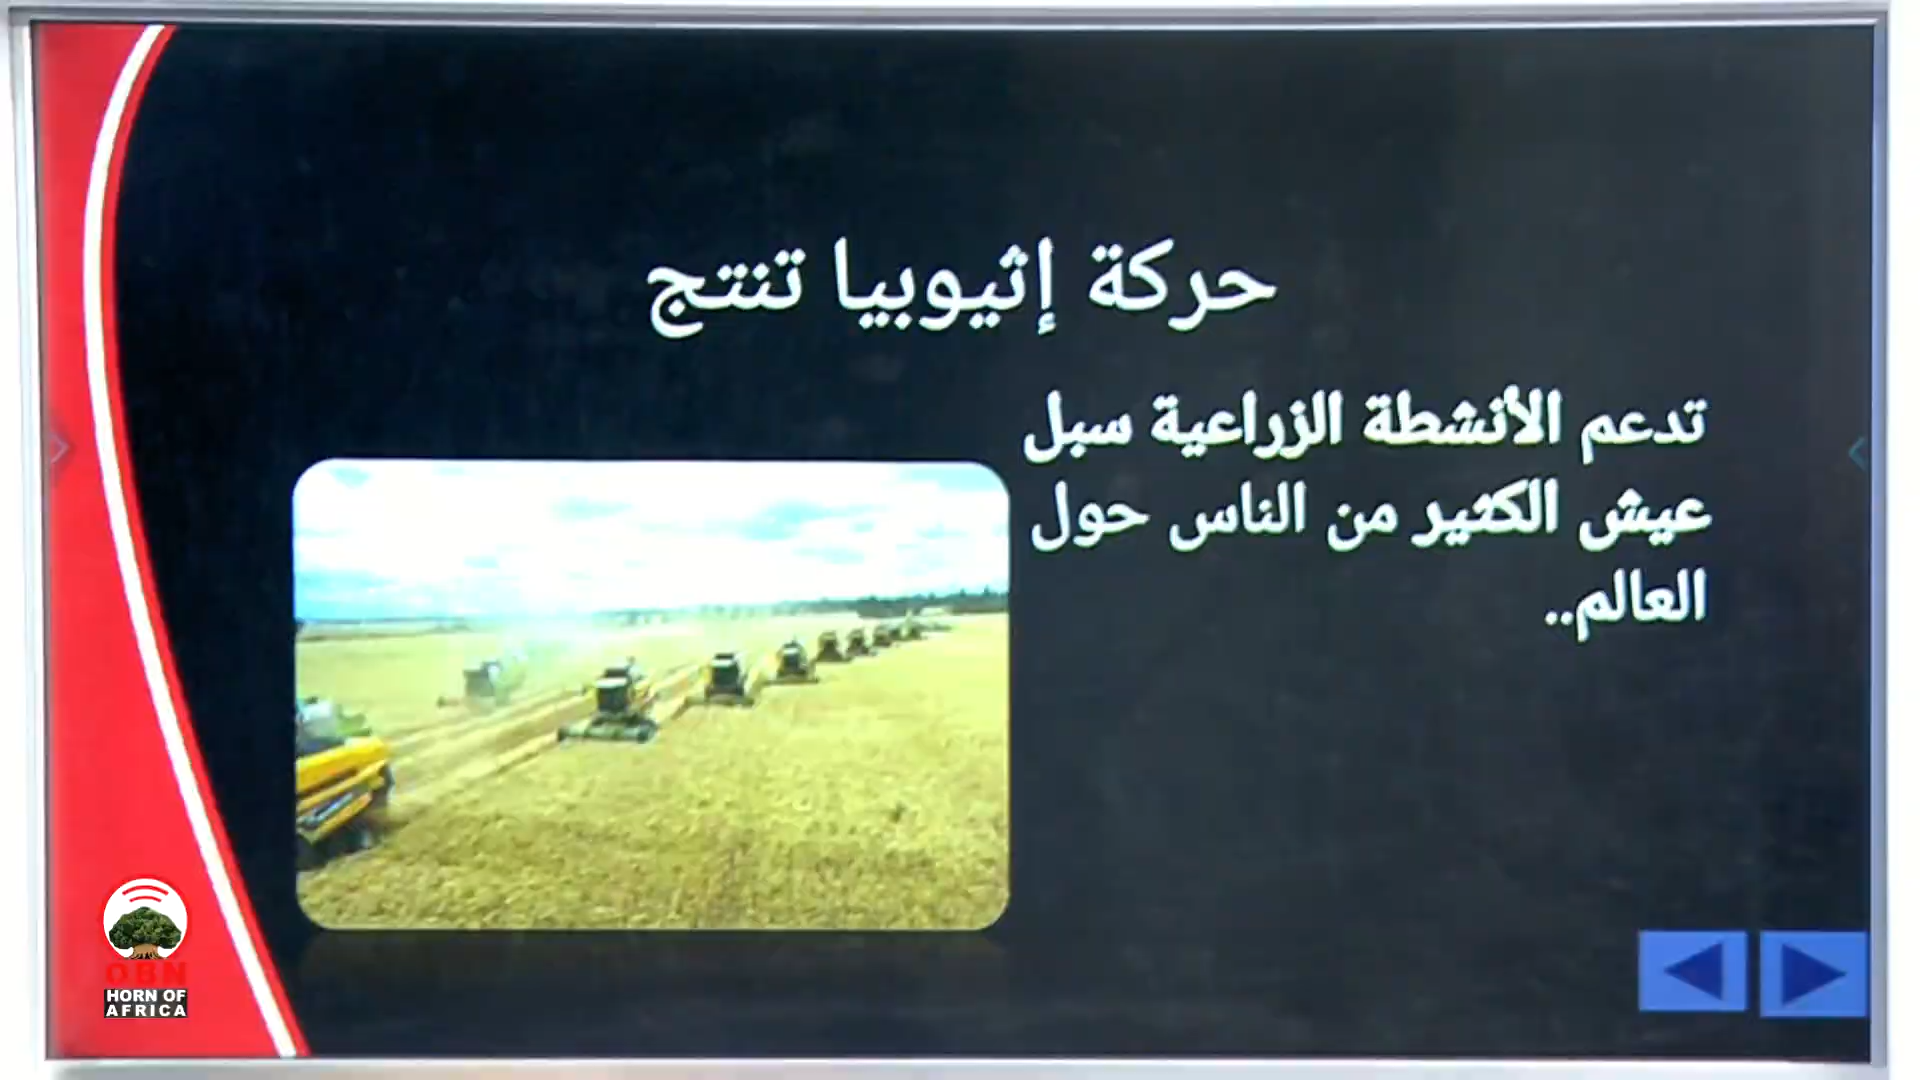 حركة إثيوبيا تنتج
تدعم الأنشطة الزراعية سبل
عيش الكثير من الناس حول
العالم..
OBN
HORN OF
AFRICA